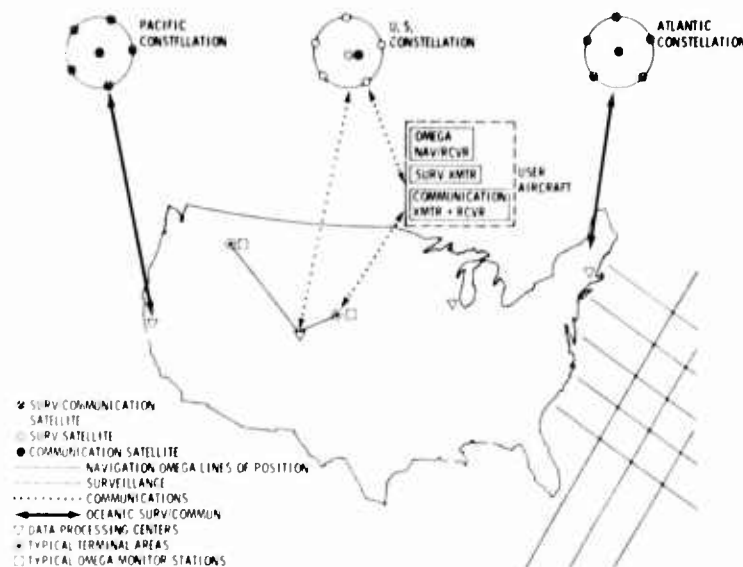 PACIFIC
CONSTELLATION
U.S.
CONSTELLATION
ATLANTIC
CONSTELLATION
OMEGA
NAV/RCVR
SURV XMTR
COMMUNICATION
XMTR + RCVR
USER
AIRCRAFT
SURV/COMMUNICATION
SATELLITE
SURV SATELLITE
COMMUNICATION SATELLITE
NAVIGATION OMEGA LINES OF POSITION
SURVEILLANCE
COMMUNICATIONS
OCEANIC SURV/COMMUN
DATA PROCESSING CENTERS
TYPICAL TERMINAL AREAS
TYPICAL OMEGA MONITOR STATIONS